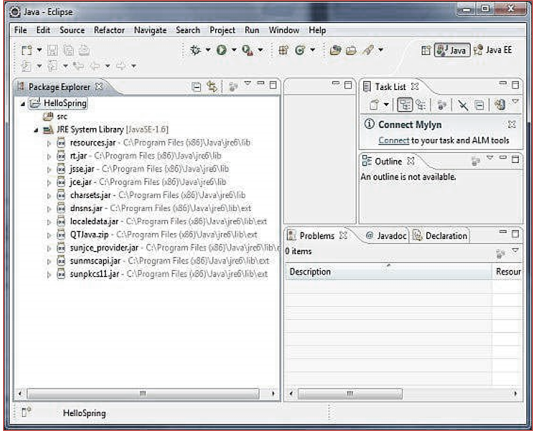 Java - Eclipse
File Edit Source Refactor Navigate Search Project Run Window Help
Java Java EE
Package Explorer
HelloSpring
src
JRE System Library [JavaSE-1.6]
resources.jar - C:\Program Files (x86)\Java\jre6\lib
rt.jar - C:\Program Files (x86)\Java\jre6\lib
jsse.jar - C:\Program Files (x86)\Java\jre6\lib
jce.jar - C:\Program Files (x86)\Java\jre6\lib
charsets.jar - C:\Program Files (x86)\Java\jre6\lib
dnsns.jar - C:\Program Files (x86)\Java\jre6\lib\ext
localedata.jar - C:\Program Files (x86)\Java\jre6\lib\ext
QTJava.zip - C:\Program Files (x86)\Java\jre6\lib\ext
sunjce_provider.jar - C:\Program Files (x86)\Java\jre6\lib\e
sunmscapi.jar - C:\Program Files (x86)\Java\jre6\lib\ext
sunpkcs11.jar - C:\Program Files (x86)\Java\jre6\lib\ext
Task List
Connect Mylyn
Connect to your task and ALM tools
Outline
An outline is not available.
Problems @ Javadoc Declaration
0 items
Description Resour
HelloSpring